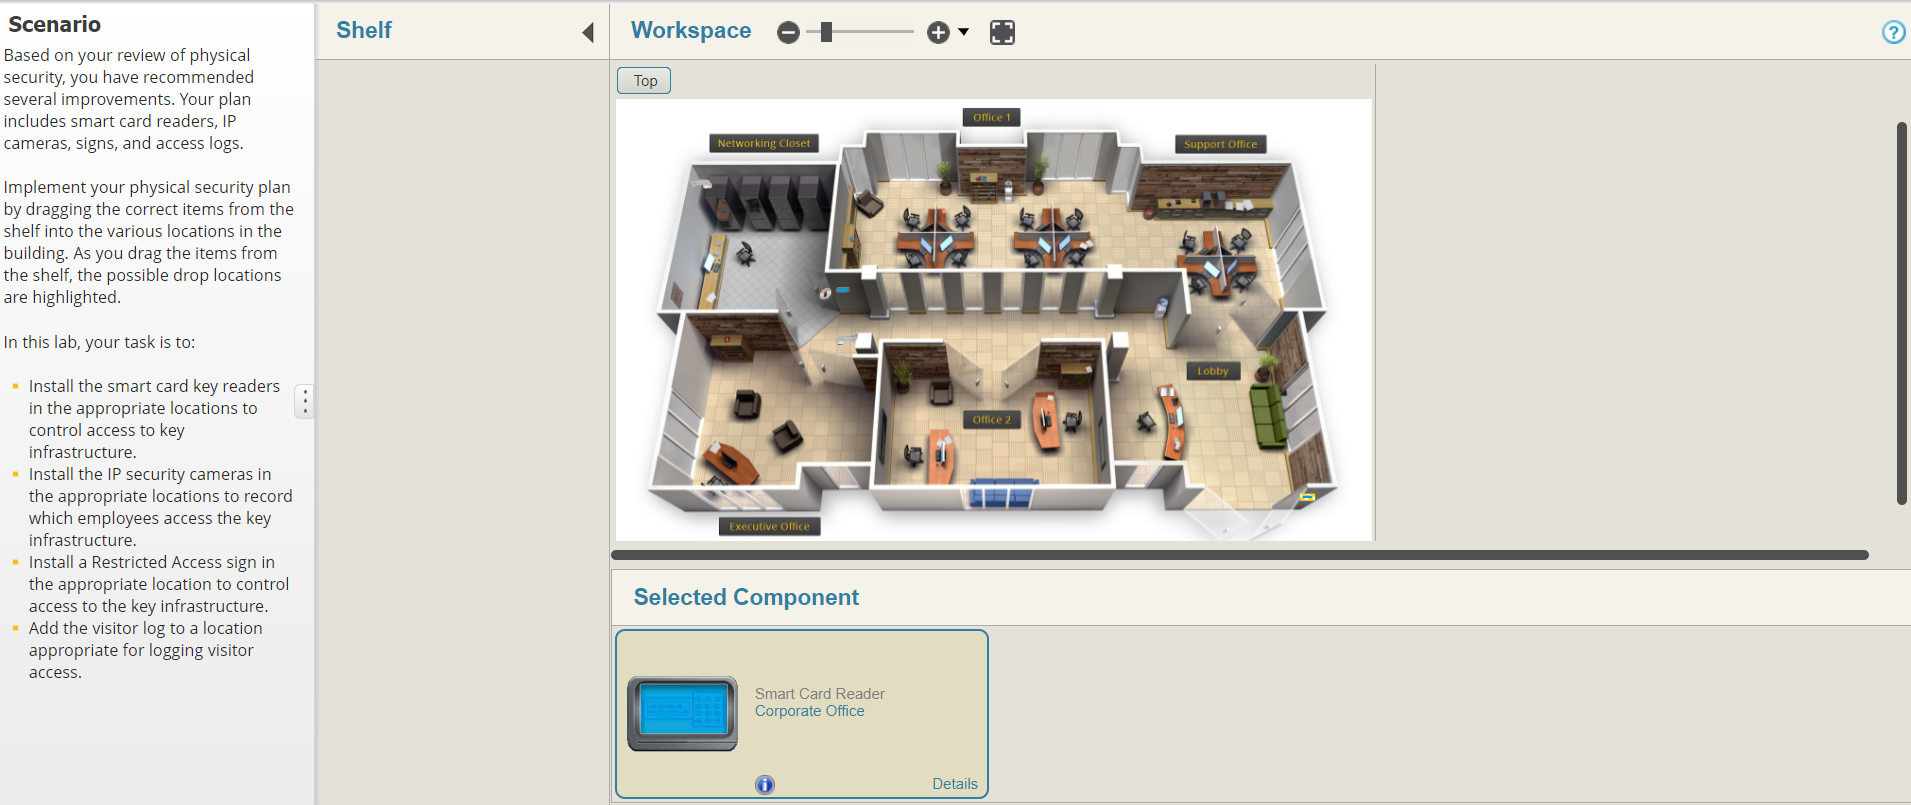 Scenario
Based on your review of physical
security, you have recommended
several improvements. Your plan
includes smart card readers, IP
cameras, signs, and access logs.
Implement your physical security plan
by dragging the correct items from the
shelf into the various locations in the
building. As you drag the items from
the shelf, the possible drop locations
are highlighted.
In this lab, your task is to:
Install the smart card key readers
in the appropriate locations to
control access to key
infrastructure.
Install the IP security cameras in
the appropriate locations to record
which employees access the key
infrastructure.
Install a Restricted Access sign in
the appropriate location to control
access to the key infrastructure.
Add the visitor log to a location
appropriate for logging visitor
access.
Shelf
Workspace
?
Top
Office 1
Networking Closet
Support Office
Lobby
Office 2
Executive Office
Selected Component
Smart Card Reader
Corporate Office
i
Details